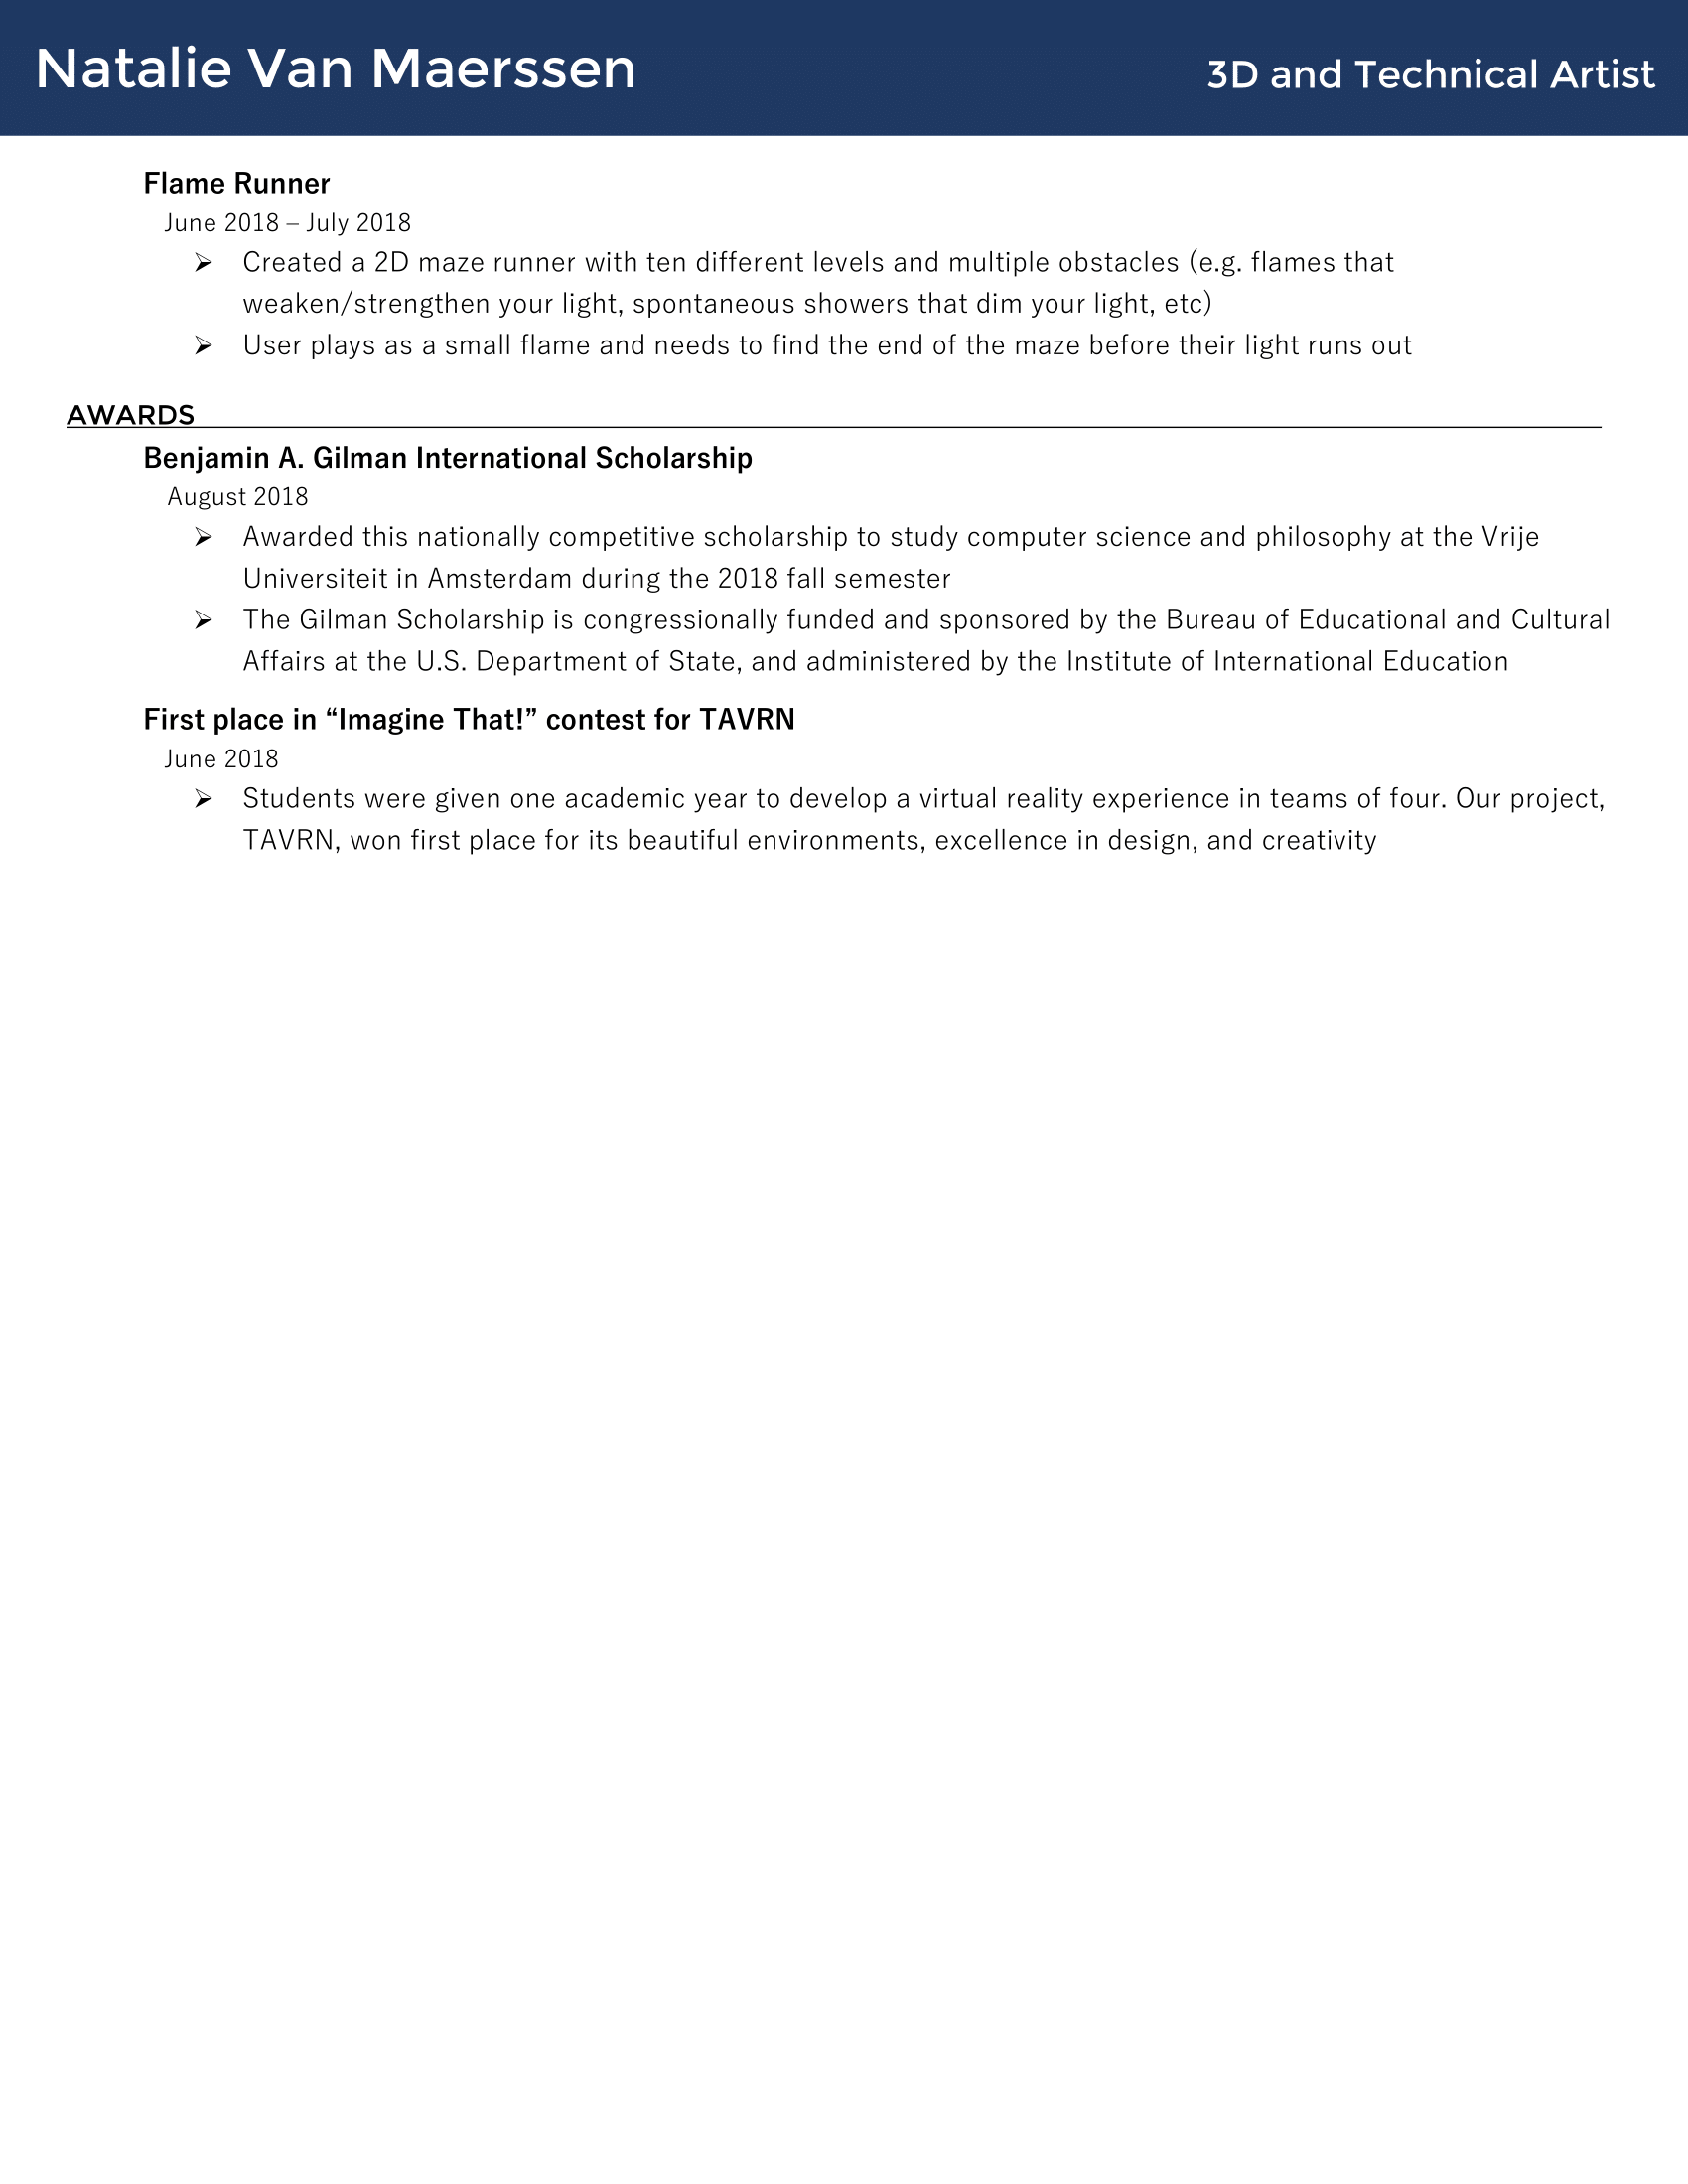 Natalie Van Maerssen 3D and Technical Artist
Flame Runner
June 2018 – July 2018
➢ Created a 2D maze runner with ten different levels and multiple obstacles (e.g. flames that
weaken/strengthen your light, spontaneous showers that dim your light, etc)
➢ User plays as a small flame and needs to find the end of the maze before their light runs out
AWARDS
Benjamin A. Gilman International Scholarship
August 2018
➢ Awarded this nationally competitive scholarship to study computer science and philosophy at the Vrije
Universiteit in Amsterdam during the 2018 fall semester
➢ The Gilman Scholarship is congressionally funded and sponsored by the Bureau of Educational and Cultural
Affairs at the U.S. Department of State, and administered by the Institute of International Education
First place in “Imagine That!” contest for TAVRN
June 2018
➢ Students were given one academic year to develop a virtual reality experience in teams of four. Our project,
TAVRN, won first place for its beautiful environments, excellence in design, and creativity